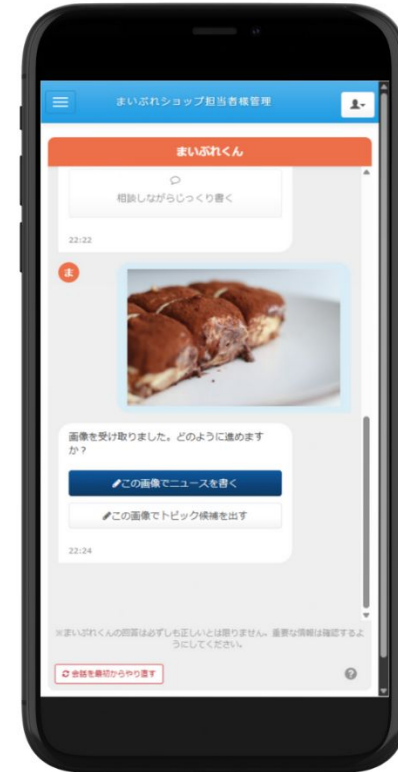 まいぷれショップ担当者様管理
まいぷれくん
相談しながらじっくり書く
22:22
ま
画像を受け取りました。どのように進めます
か？
この画像でニュースを書く
この画像でトピック候補を出す
22:24
※まいぷれくんの回答は必ずしも正しいとは限りません。重要な情報は確認するよ
うにしてください。
会話を最初からやり直す